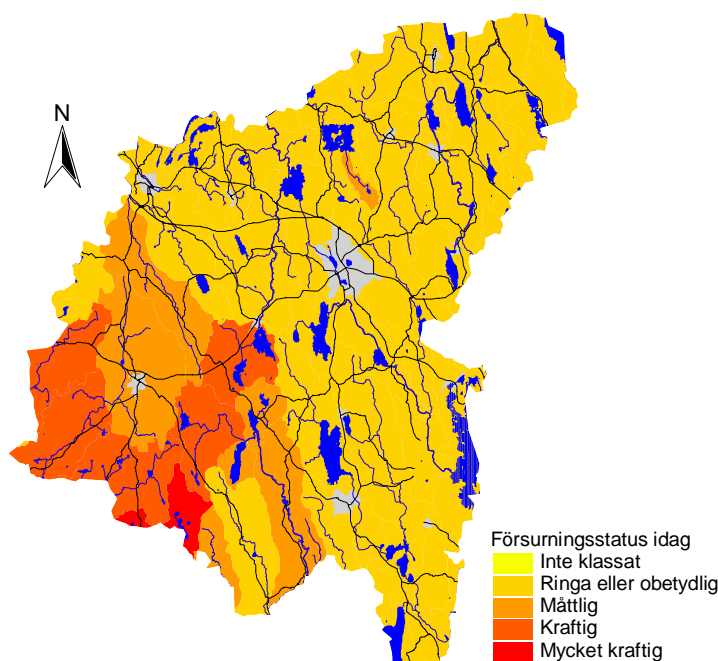 N
Försurningsstatus idag
Inte klassat
Ringa eller obetydlig
Måttlig
Kraftig
Mycket kraftig